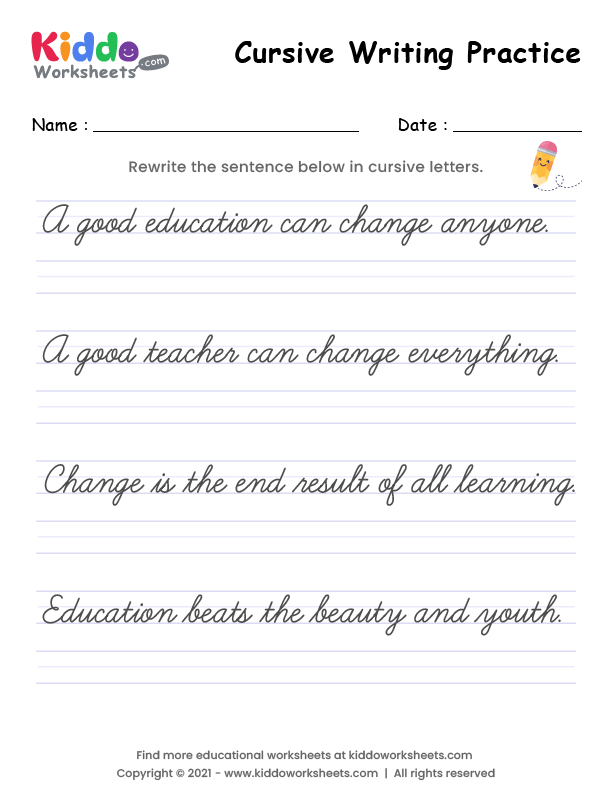 Kiddo
Worksheets.com
Cursive Writing Practice
Name :
Date :
Rewrite the sentence below in cursive letters.
A good education can change anyone.
A good teacher can change everything.
Change is the end result of all learning.
Education beats the beauty and youth.
Find more educational worksheets at kiddoworksheets.com
Copyright © 2021 - www.kiddoworksheets.com | All rights reserved